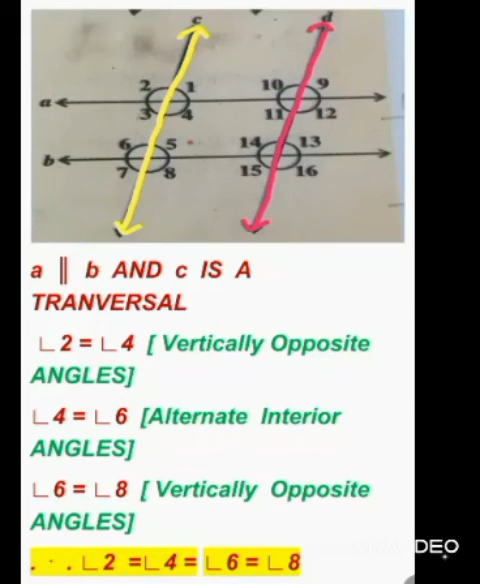 c d
2 1 10 9
a
3 4 11 12
6 5 14 13
b
7 8 15 16
a ∥ b AND c IS A
TRANVERSAL
∟2 = ∟4 [ Vertically Opposite
ANGLES]
∟4 = ∟6 [Alternate Interior
ANGLES]
∟6 = ∟8 [ Vertically Opposite
ANGLES]
∴ ∟2 =∟4 = ∟6 = ∟8